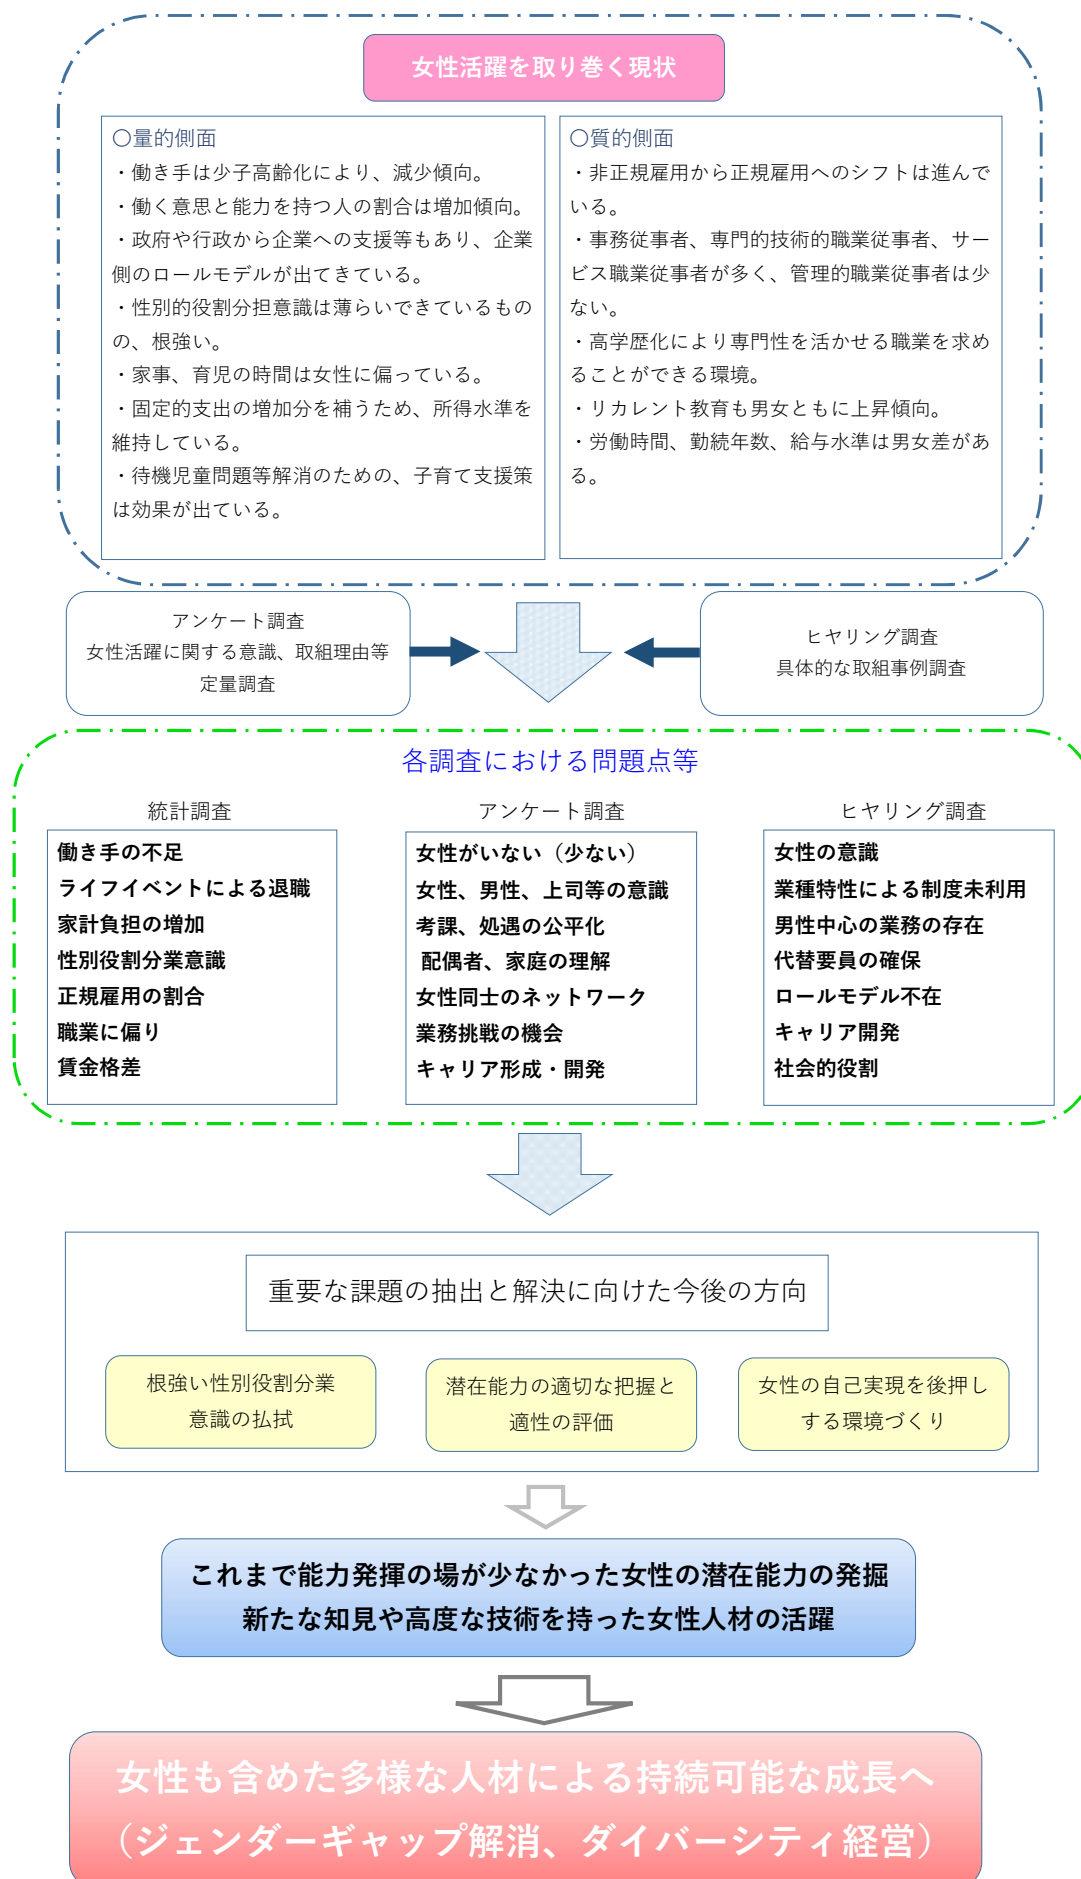 女性活躍を取り巻く現状
〇量的側面
・働き手は少子高齢化により、減少傾向。
・働く意思と能力を持つ人の割合は増加傾向。
・政府や行政から企業への支援等もあり、企業
側のロールモデルが出てきている。
・性別的役割分担意識は薄らいできているもの
の、根強い。
・家事、育児の時間は女性に偏っている。
・固定的支出の増加分を補うため、所得水準を
維持している。
・待機児童問題等解消のための、子育て支援策
は効果が出ている。
〇質的側面
・非正規雇用から正規雇用へのシフトは進んで
いる。
・事務従事者、専門的技術的職業従事者、サー
ビス職業従事者が多く、管理的職業従事者は少
ない。
・高学歴化により専門性を活かせる職業を求め
ることができる環境。
・リカレント教育も男女ともに上昇傾向。
・労働時間、勤続年数、給与水準は男女差があ
る。
アンケート調査
女性活躍に関する意識、取組理由等
定量調査
ヒヤリング調査
具体的な取組事例調査
各調査における問題点等
統計調査
働き手の不足
ライフイベントによる退職
家計負担の増加
性別役割分業意識
正規雇用の割合
職業に偏り
賃金格差
アンケート調査
女性がいない（少ない）
女性、男性、上司等の意識
考課、処遇の公平化
配偶者、家庭の理解
女性同士のネットワーク
業務挑戦の機会
キャリア形成・開発
ヒヤリング調査
女性の意識
業種特性による制度未利用
男性中心の業務の存在
代替要員の確保
ロールモデル不在
キャリア開発
社会的役割
重要な課題の抽出と解決に向けた今後の方向
根強い性別役割分業
意識の払拭
潜在能力の適切な把握と
適性の評価
女性の自己実現を後押し
する環境づくり
これまで能力発揮の場が少なかった女性の潜在能力の発掘
新たな知見や高度な技術を持った女性人材の活躍
女性も含めた多様な人材による持続可能な成長へ
（ジェンダーギャップ解消、ダイバーシティ経営）